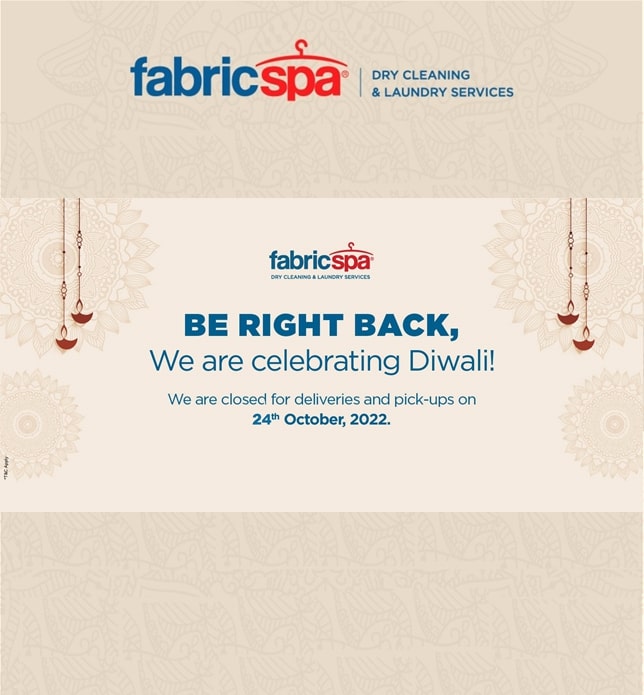 fabricspa®
DRY CLEANING
& LAUNDRY SERVICES
fabricspa®
DRY CLEANING & LAUNDRY SERVICES
BE RIGHT BACK,
We are celebrating Diwali!
We are closed for deliveries and pick-ups on
24th October, 2022.
*T&C Apply